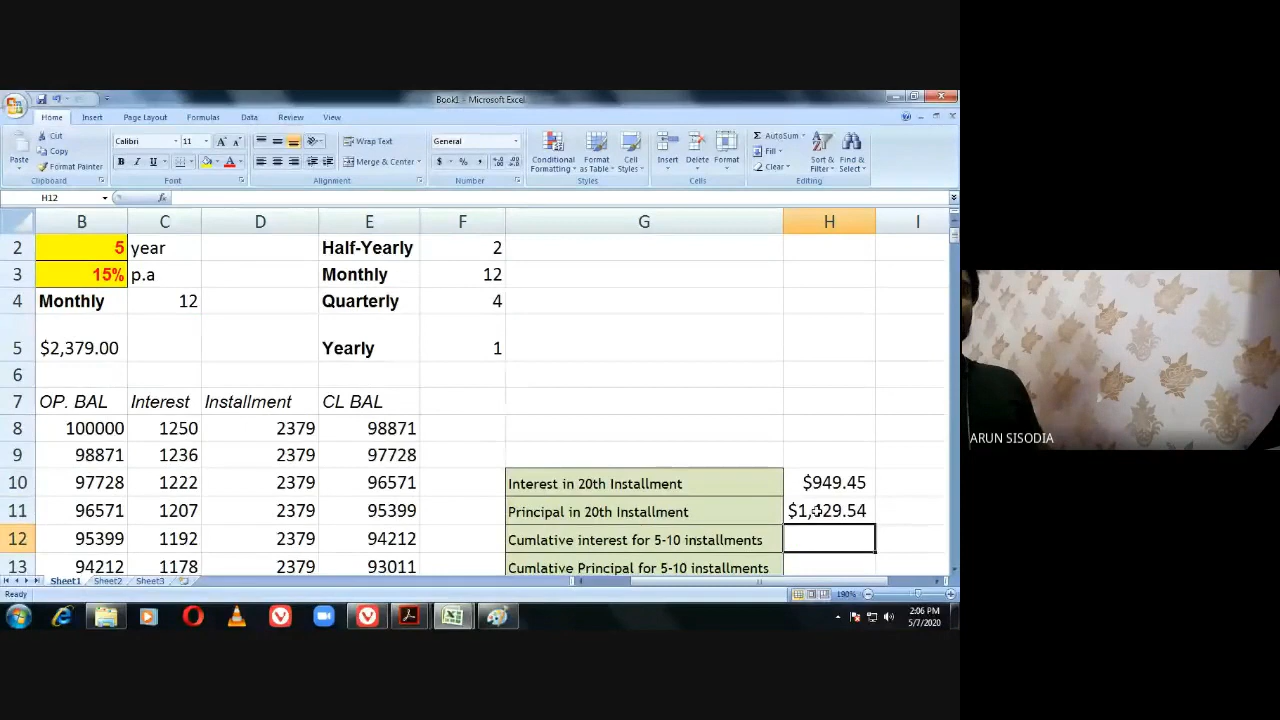 Book1 - Microsoft Excel
Home Insert Page Layout Formulas Data Review View
Paste Cut Copy Format Painter Clipboard
Calibri 11 A A B I U A Font
Wrap Text Merge & Center Alignment
General $ % , Number
Conditional Formatting Format as Table Cell Styles Styles
Insert Delete Format Cells
AutoSum Fill Clear Sort & Filter Find & Select Editing
H12 fx
B C D E F G H I
2 5 year Half-Yearly 2
3 15% p.a Monthly 12
4 Monthly 12 Quarterly 4
5 $2,379.00 Yearly 1
6
7 OP. BAL Interest Installment CL BAL
8 100000 1250 2379 98871
9 98871 1236 2379 97728
10 97728 1222 2379 96571 Interest in 20th Installment $949.45
11 96571 1207 2379 95399 Principal in 20th Installment $1,429.54
12 95399 1192 2379 94212 Cumlative interest for 5-10 installments
13 94212 1178 2379 93011 Cumulative Principal for 5-10 installments
Sheet1 Sheet2 Sheet3
Ready 190%
2:06 PM
5/7/2020
ARUN SISODIA